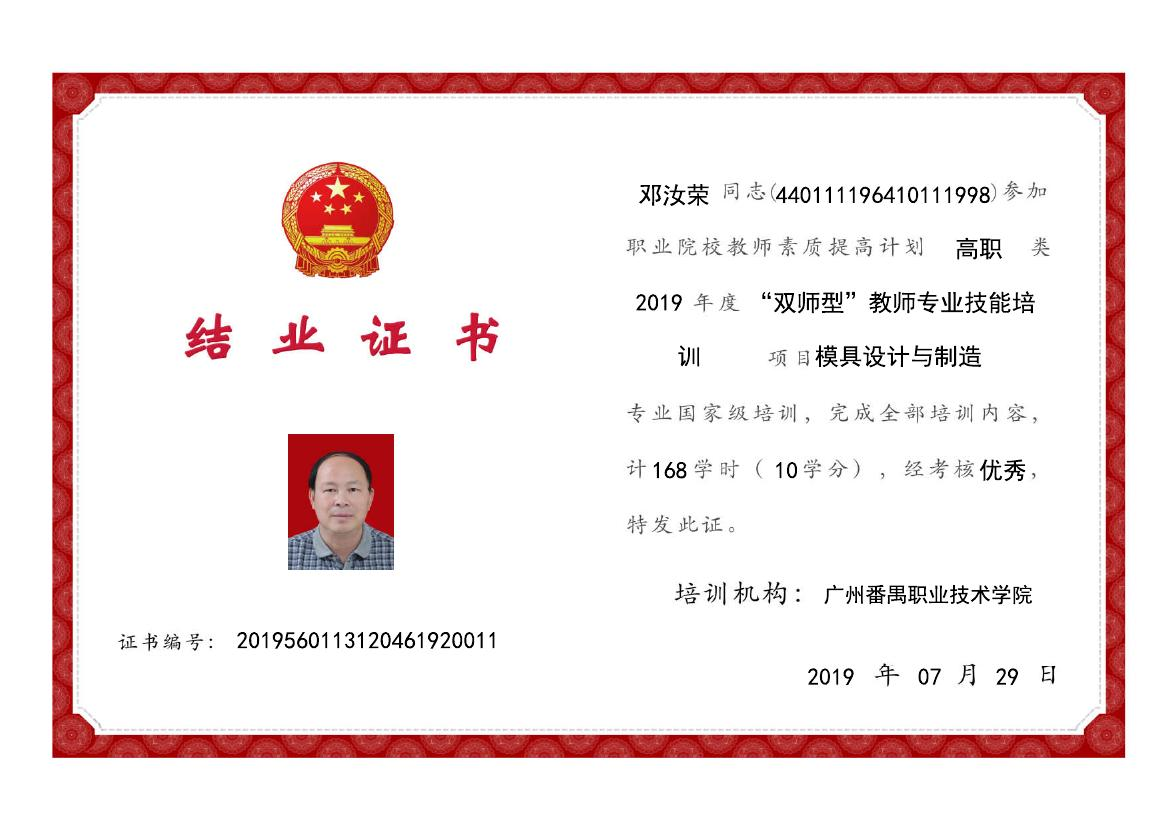 结业证书
证书编号： 2019560113120461920011
邓汝荣 同志(440111196410111998)参加
职业院校教师素质提高计划 高职 类
2019 年度 “双师型”教师专业技能培
训 项目模具设计与制造
专业国家级培训，完成全部培训内容，
计168学时（ 10学分），经考核优秀，
特发此证。
培训机构： 广州番禺职业技术学院
2019 年 07 月 29 日